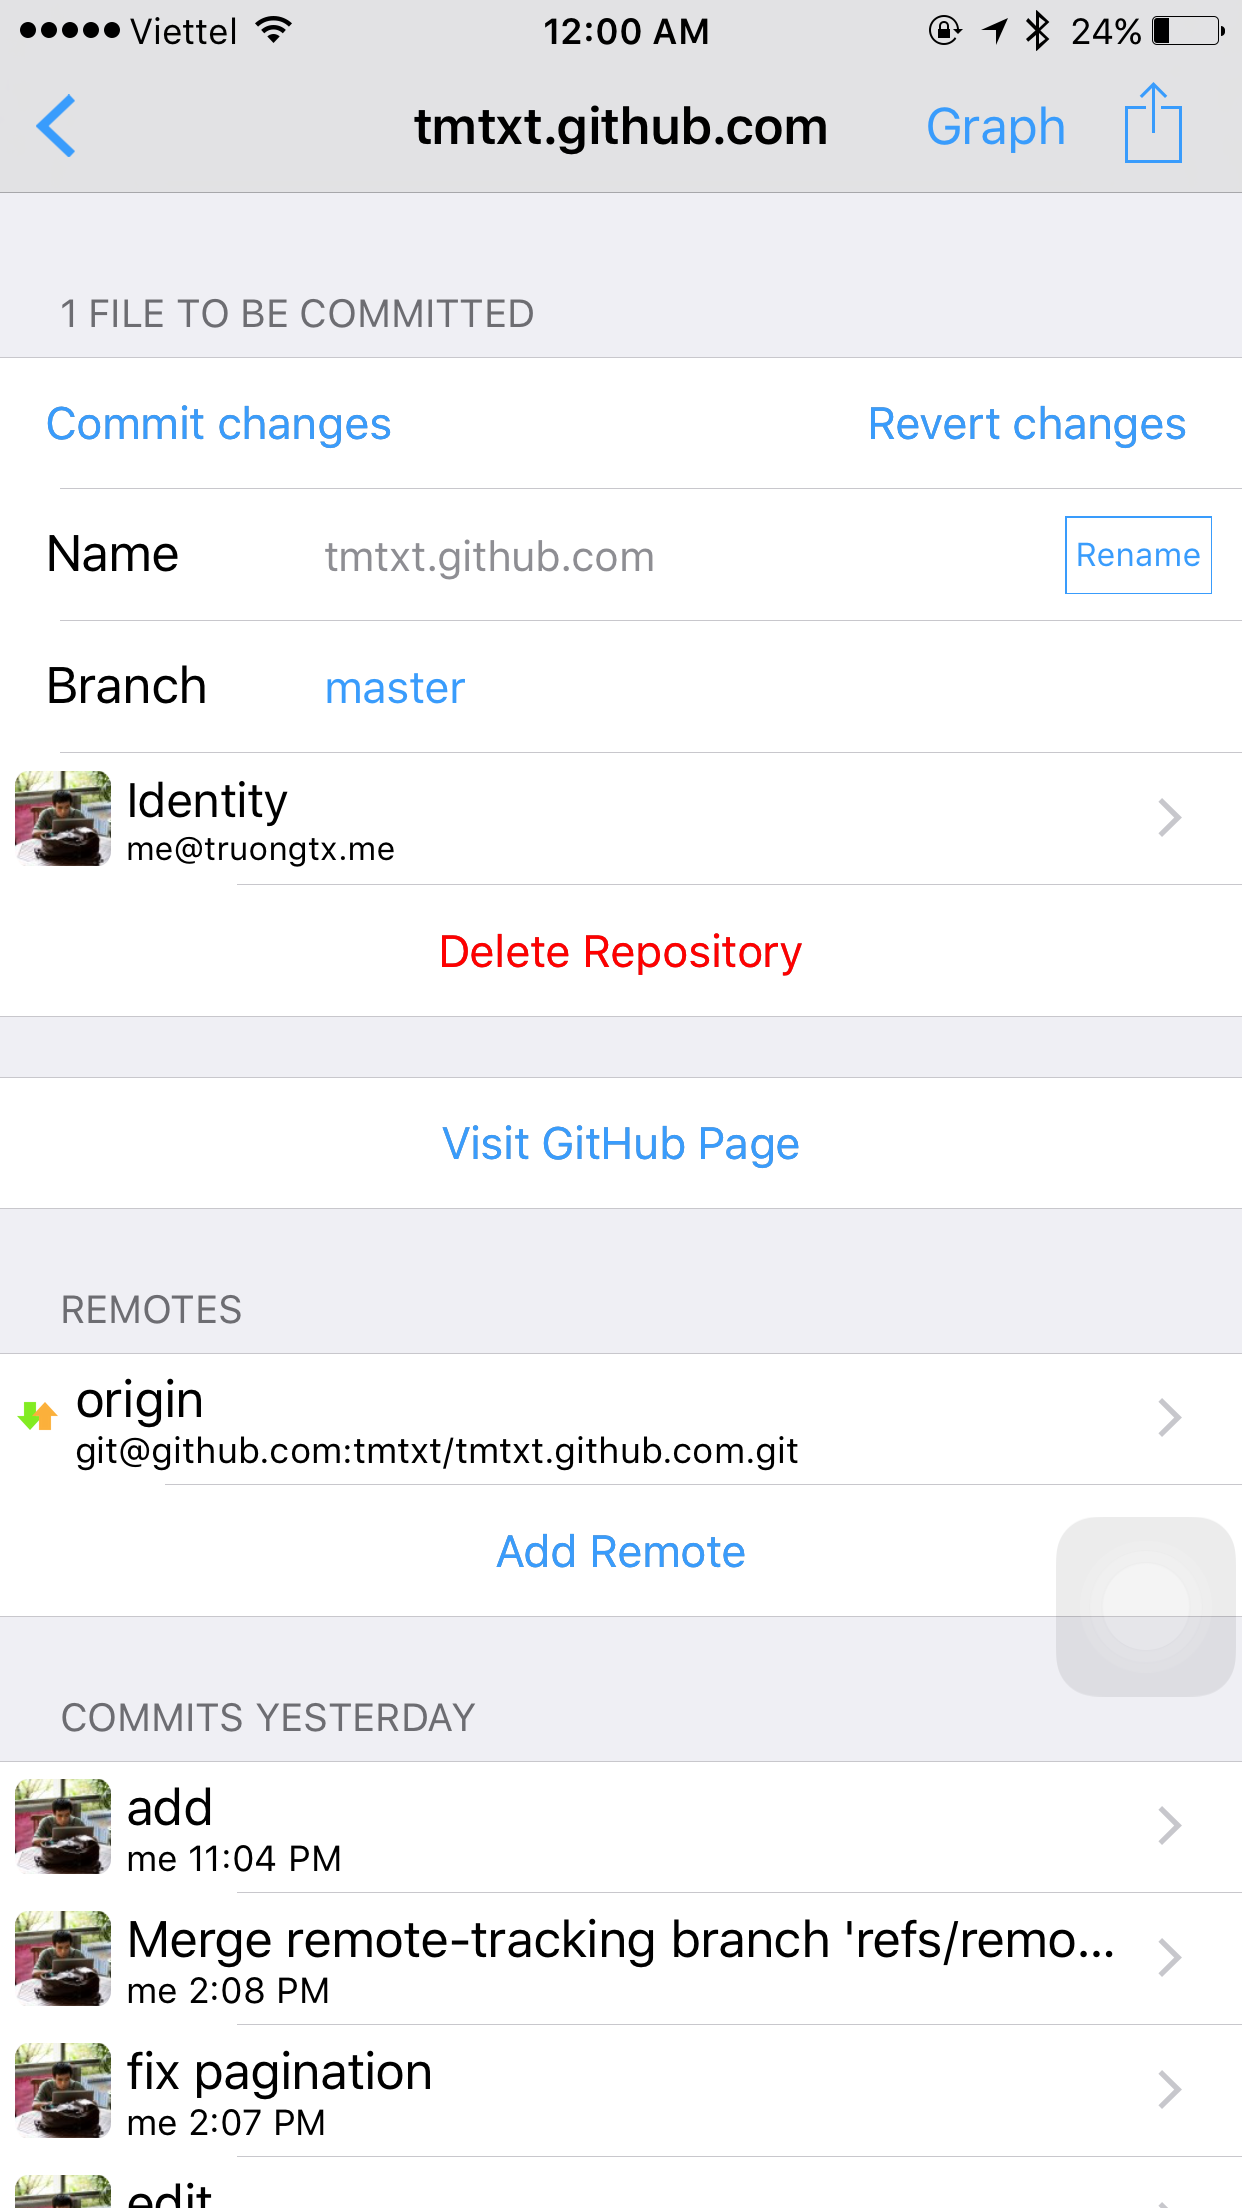 Viettel 12:00 AM 24%
tmtxt.github.com Graph
1 FILE TO BE COMMITTED
Commit changes Revert changes
Name tmtxt.github.com Rename
Branch master
Identity
me@truongtx.me
Delete Repository
Visit GitHub Page
REMOTES
origin
git@github.com:tmtxt/tmtxt.github.com.git
Add Remote
COMMITS YESTERDAY
add
me 11:04 PM
Merge remote-tracking branch 'refs/remo...
me 2:08 PM
fix pagination
me 2:07 PM
edit